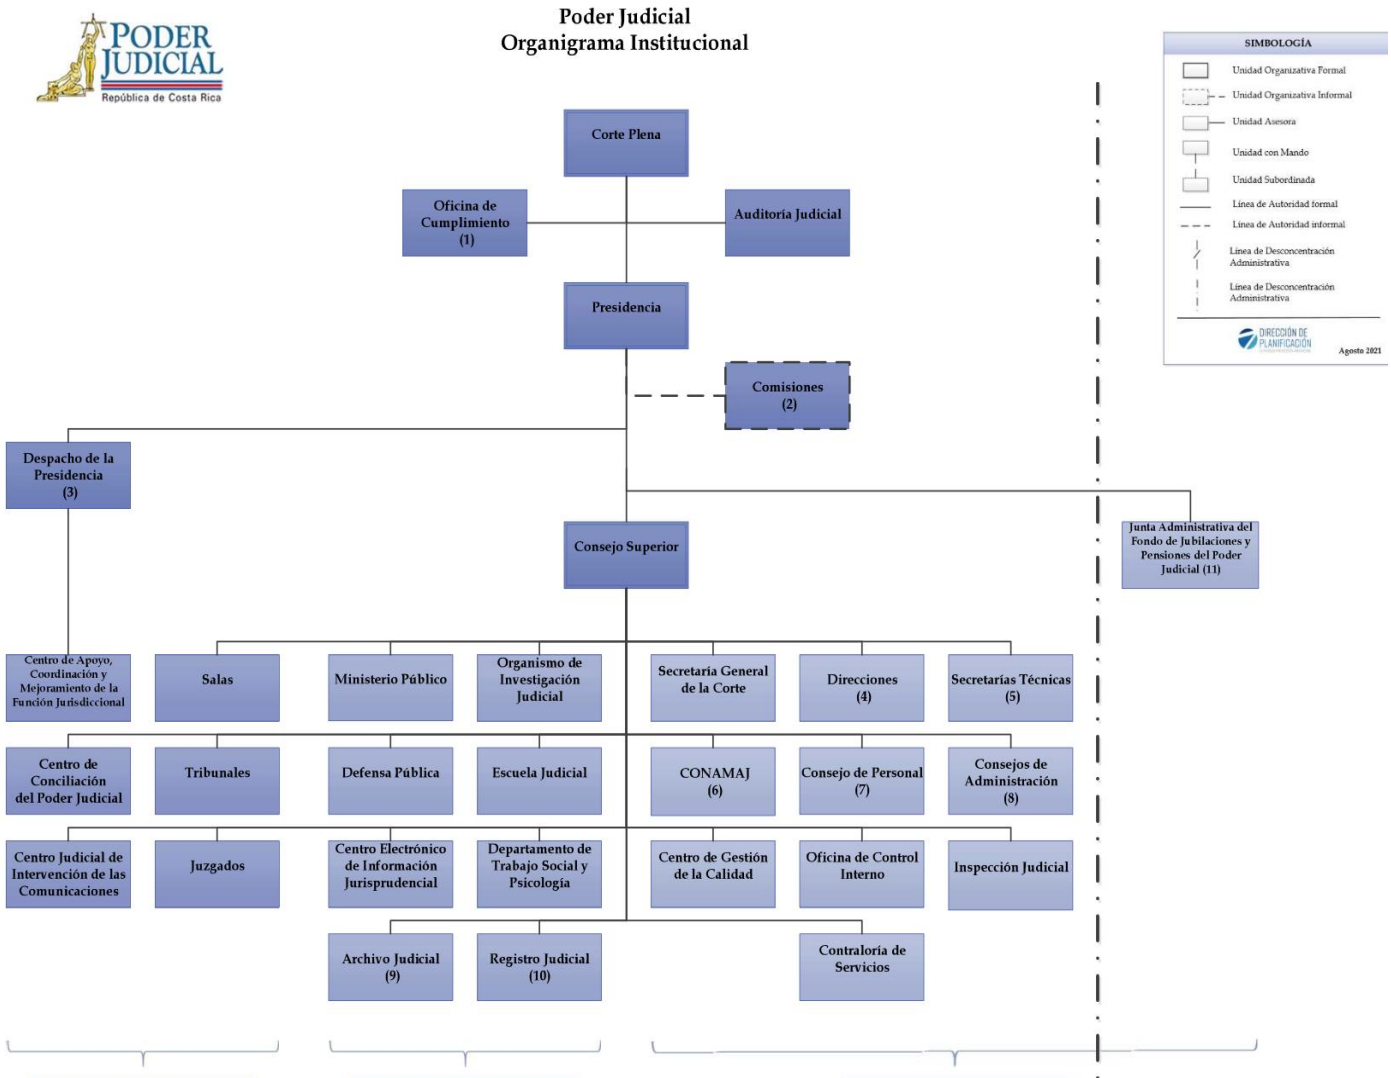 PODER
JUDICIAL
República de Costa Rica
Poder Judicial
Organigrama Institucional
SIMBOLOGÍA
Unidad Organizativa Formal
Unidad Organizativa Informal
Unidad Asesora
Unidad con Mando
Unidad Subordinada
Línea de Autoridad formal
Línea de Autoridad informal
Línea de Desconcentración
Administrativa
Línea de Desconcentración
Administrativa
DIRECCIÓN DE
PLANIFICACIÓN
Agosto 2021
Corte Plena
Oficina de
Cumplimiento
(1)
Auditoría Judicial
Presidencia
Comisiones
(2)
Despacho de la
Presidencia
(3)
Consejo Superior
Junta Administrativa del
Fondo de Jubilaciones y
Pensiones del Poder
Judicial (11)
Centro de Apoyo,
Coordinación y
Mejoramiento de la
Función Jurisdiccional
Salas
Ministerio Público
Organismo de
Investigación
Judicial
Secretaría General
de la Corte
Direcciones
(4)
Secretarías Técnicas
(5)
Centro de
Conciliación
del Poder Judicial
Tribunales
Defensa Pública
Escuela Judicial
CONAMAJ
(6)
Consejo de Personal
(7)
Consejos de
Administración
(8)
Centro Judicial de
Intervención de las
Comunicaciones
Juzgados
Centro Electrónico
de Información
Jurisprudencial
Departamento de
Trabajo Social y
Psicología
Centro de Gestión
de la Calidad
Oficina de Control
Interno
Inspección Judicial
Archivo Judicial
(9)
Registro Judicial
(10)
Contraloría de
Servicios